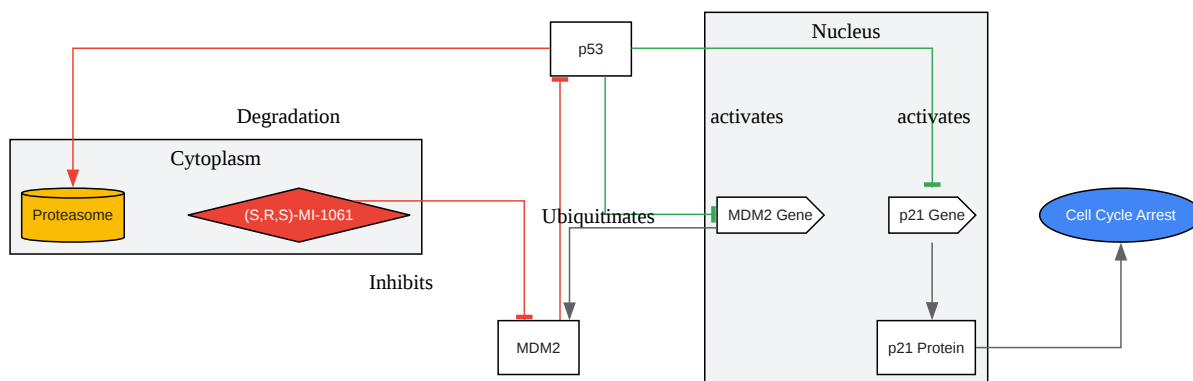 Nucleus
p53
Degradation
activates
activates
Cytoplasm
Proteasome
(S,R,S)-MI-1061
Ubiquitinates
MDM2 Gene
p21 Gene
Cell Cycle Arrest
Inhibits
MDM2
p21 Protein